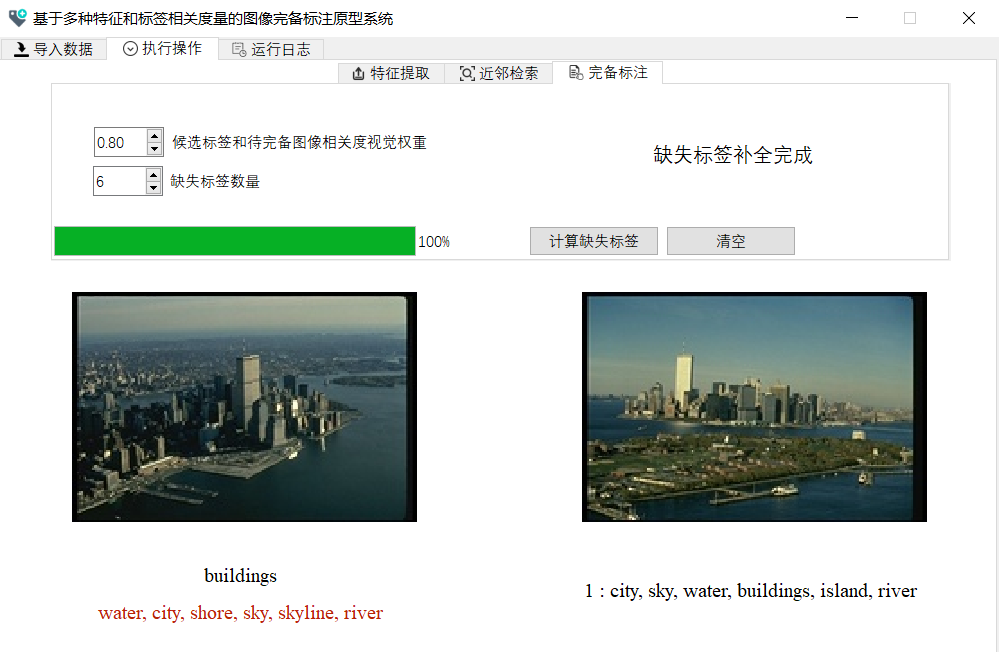 基于多种特征和标签相关度量的图像完备标注原型系统
导入数据 执行操作 运行日志
特征提取 近邻检索 完备标注
0.80 候选标签和待完备图像相关度视觉权重
缺失标签补全完成
6 缺失标签数量
100% 计算缺失标签 清空
buildings
water, city, shore, sky, skyline, river
1 : city, sky, water, buildings, island, river